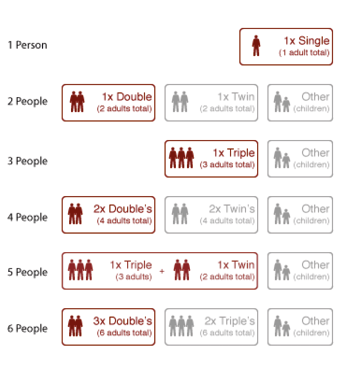 1 Person
1x Single
(1 adult total)
2 People
1x Double
(2 adults total)
1x Twin
(2 adults total)
Other
(children)
3 People
1x Triple
(3 adults total)
Other
(children)
4 People
2x Double's
(4 adults total)
2x Twin's
(4 adults total)
Other
(children)
5 People
1x Triple
(3 adults)
+
1x Twin
(2 adults total)
Other
(children)
6 People
3x Double's
(6 adults total)
2x Triple's
(6 adults total)
Other
(children)